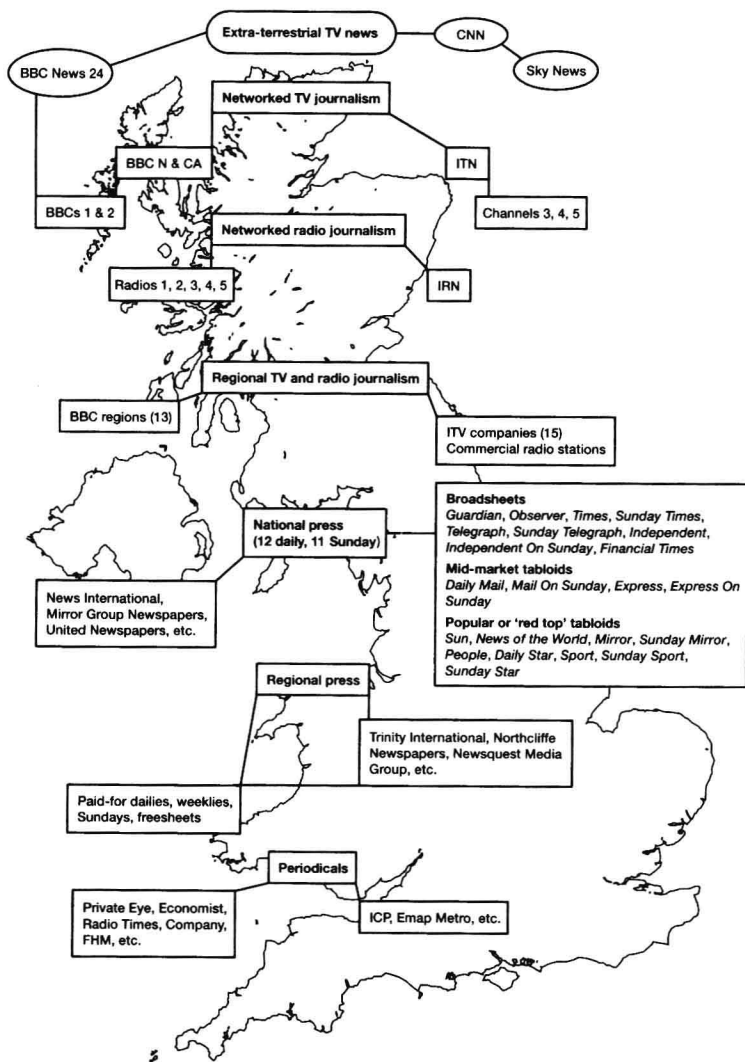 Extra-terrestrial TV news
CNN
BBC News 24
Sky News
Networked TV journalism
BBC N & CA
ITN
BBCs 1 & 2
Channels 3, 4, 5
Networked radio journalism
Radios 1, 2, 3, 4, 5
IRN
Regional TV and radio journalism
BBC regions (13)
ITV companies (15)
Commercial radio stations
National press
(12 daily, 11 Sunday)
Broadsheets
Guardian, Observer, Times, Sunday Times,
Telegraph, Sunday Telegraph, Independent,
Independent On Sunday, Financial Times
Mid-market tabloids
Daily Mail, Mail On Sunday, Express, Express On
Sunday
Popular or ‘red top’ tabloids
Sun, News of the World, Mirror, Sunday Mirror,
People, Daily Star, Sport, Sunday Sport,
Sunday Star
News International,
Mirror Group Newspapers,
United Newspapers, etc.
Regional press
Trinity International, Northcliffe
Newspapers, Newsquest Media
Group, etc.
Paid-for dailies, weeklies,
Sundays, freesheets
Periodicals
Private Eye, Economist,
Radio Times, Company,
FHM, etc.
ICP, Emap Metro, etc.